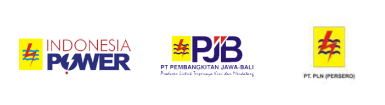 INDONESIA
POWER
PJB
PT PEMBANGKITAN JAWA-BALI
PT. PLN (PERSERO)